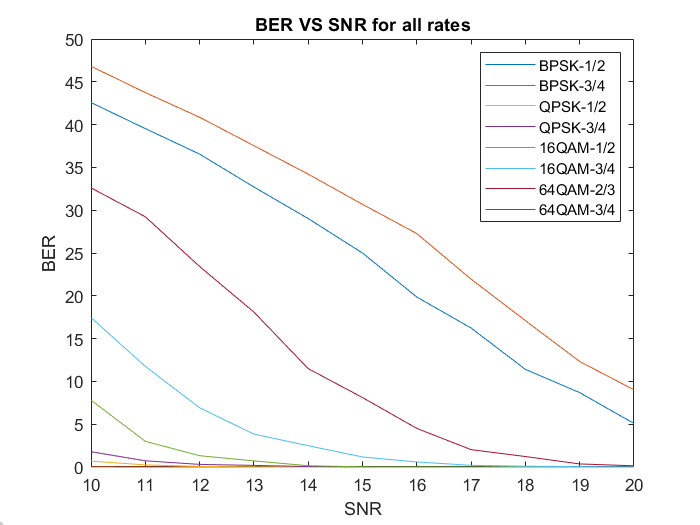 BER VS SNR for all rates
50
45
40
35
30
25
20
15
10
5
0
BER
BPSK-1/2
BPSK-3/4
QPSK-1/2
QPSK-3/4
16QAM-1/2
16QAM-3/4
64QAM-2/3
64QAM-3/4
10 11 12 13 14 15 16 17 18 19 20
SNR